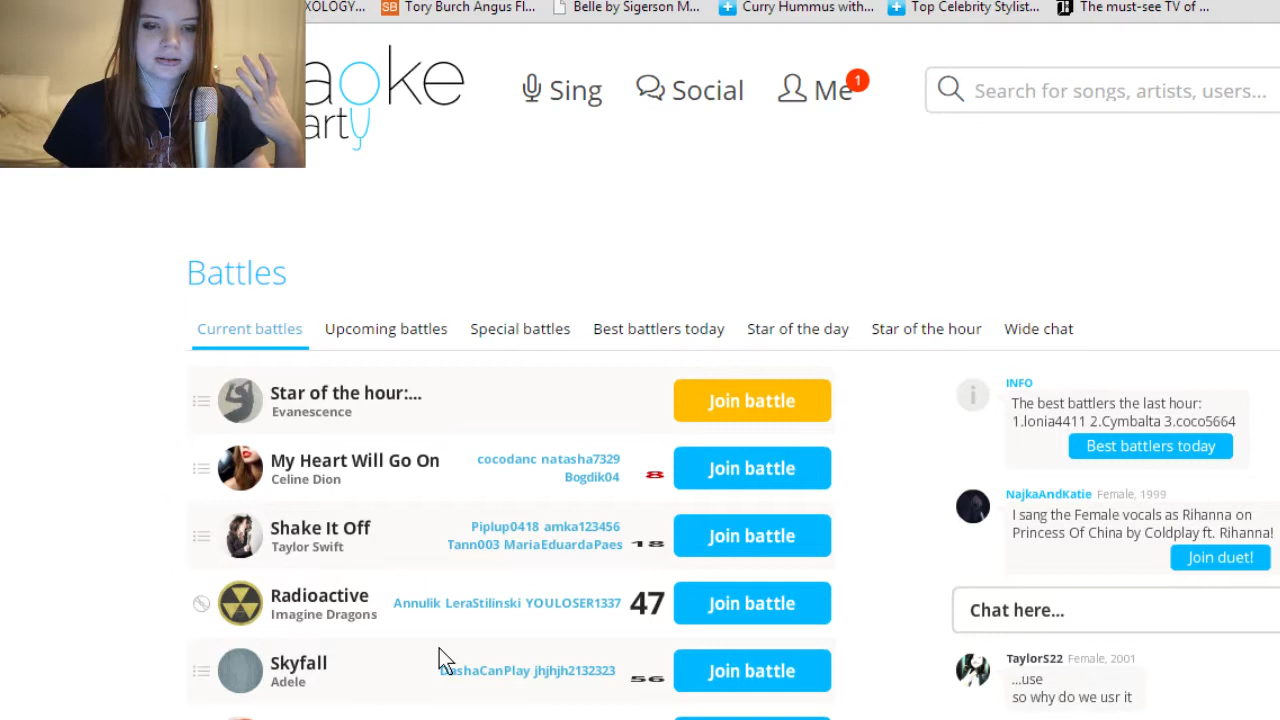 XOLOGY...
SB Tory Burch Angus Fl...
Belle by Sigerson M...
Curry Hummus with...
Top Celebrity Stylist...
The must-see TV of ...
aoke
arty
Sing
Social
Me 1
Search for songs, artists, users...
Battles
Current battles
Upcoming battles
Special battles
Best battlers today
Star of the day
Star of the hour
Wide chat
Star of the hour:...
Evanescence
Join battle
My Heart Will Go On
Celine Dion
cocodanc natasha7329
Bogdik04
8
Join battle
Shake It Off
Taylor Swift
Piplup0418 amka123456
Tann003 MariaEduardaPaes
18
Join battle
Radioactive
Imagine Dragons
Annulik LeraStilinski YOULOSER1337
47
Join battle
Skyfall
Adele
DashaCanPlay jhjhjh2132323
56
Join battle
INFO
The best battlers the last hour:
1.lonia4411 2.Cymbalta 3.coco5664
Best battlers today
NajkaAndKatie Female, 1999
I sang the Female vocals as Rihanna on
Princess Of China by Coldplay ft. Rihanna!
Join duet!
Chat here...
TaylorS22 Female, 2001
...use
so why do we usr it